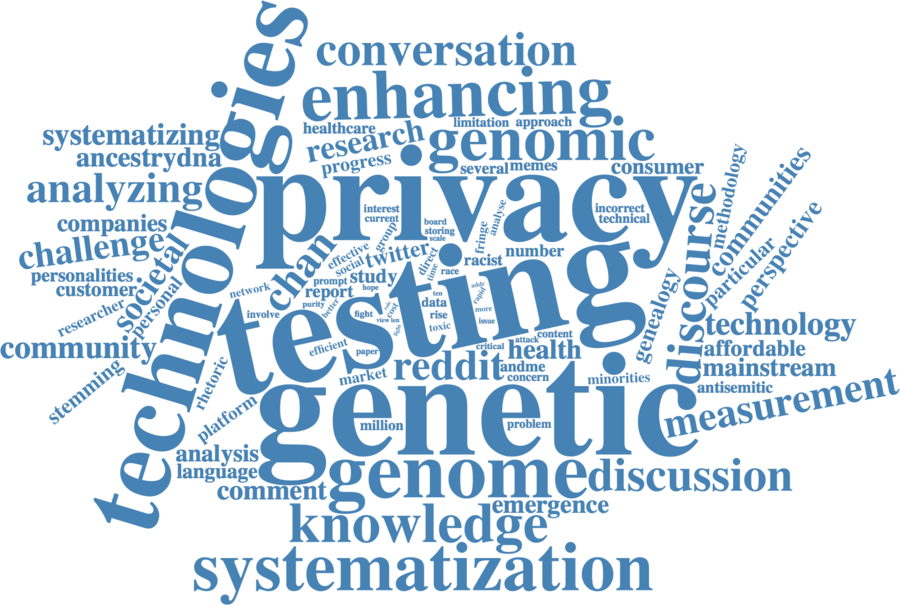 technologies
conversation
enhancing
healthcare
limitation
approach
research
progress
genomic
several
memes
consumer
systematizing
ancestrydna
analyzing
companies
challenge
personalities
customer
societal
personal
researcher
community
stemming
privacy
interest
current
group
board
storing
scale
fringe
analyse
incorrect
technical
chan
effective
social
twitter
direct
time
race
racist
number
prompt
hope
study
report
purity
better
network
involve
testing
fight
cost
view
ten
data
rise
toxic
rapid
more
issue
addr
efficient
paper
market
reddit
critical
attack
content
health
andme
concern
minorities
genealogy
discourse
methodology
communities
particular
perspective
technology
affordable
mainstream
antisemitic
measurement
rhetoric
platform
genetic
million
problem
analysis
language
comment
genome
discussion
emergence
knowledge
systematization